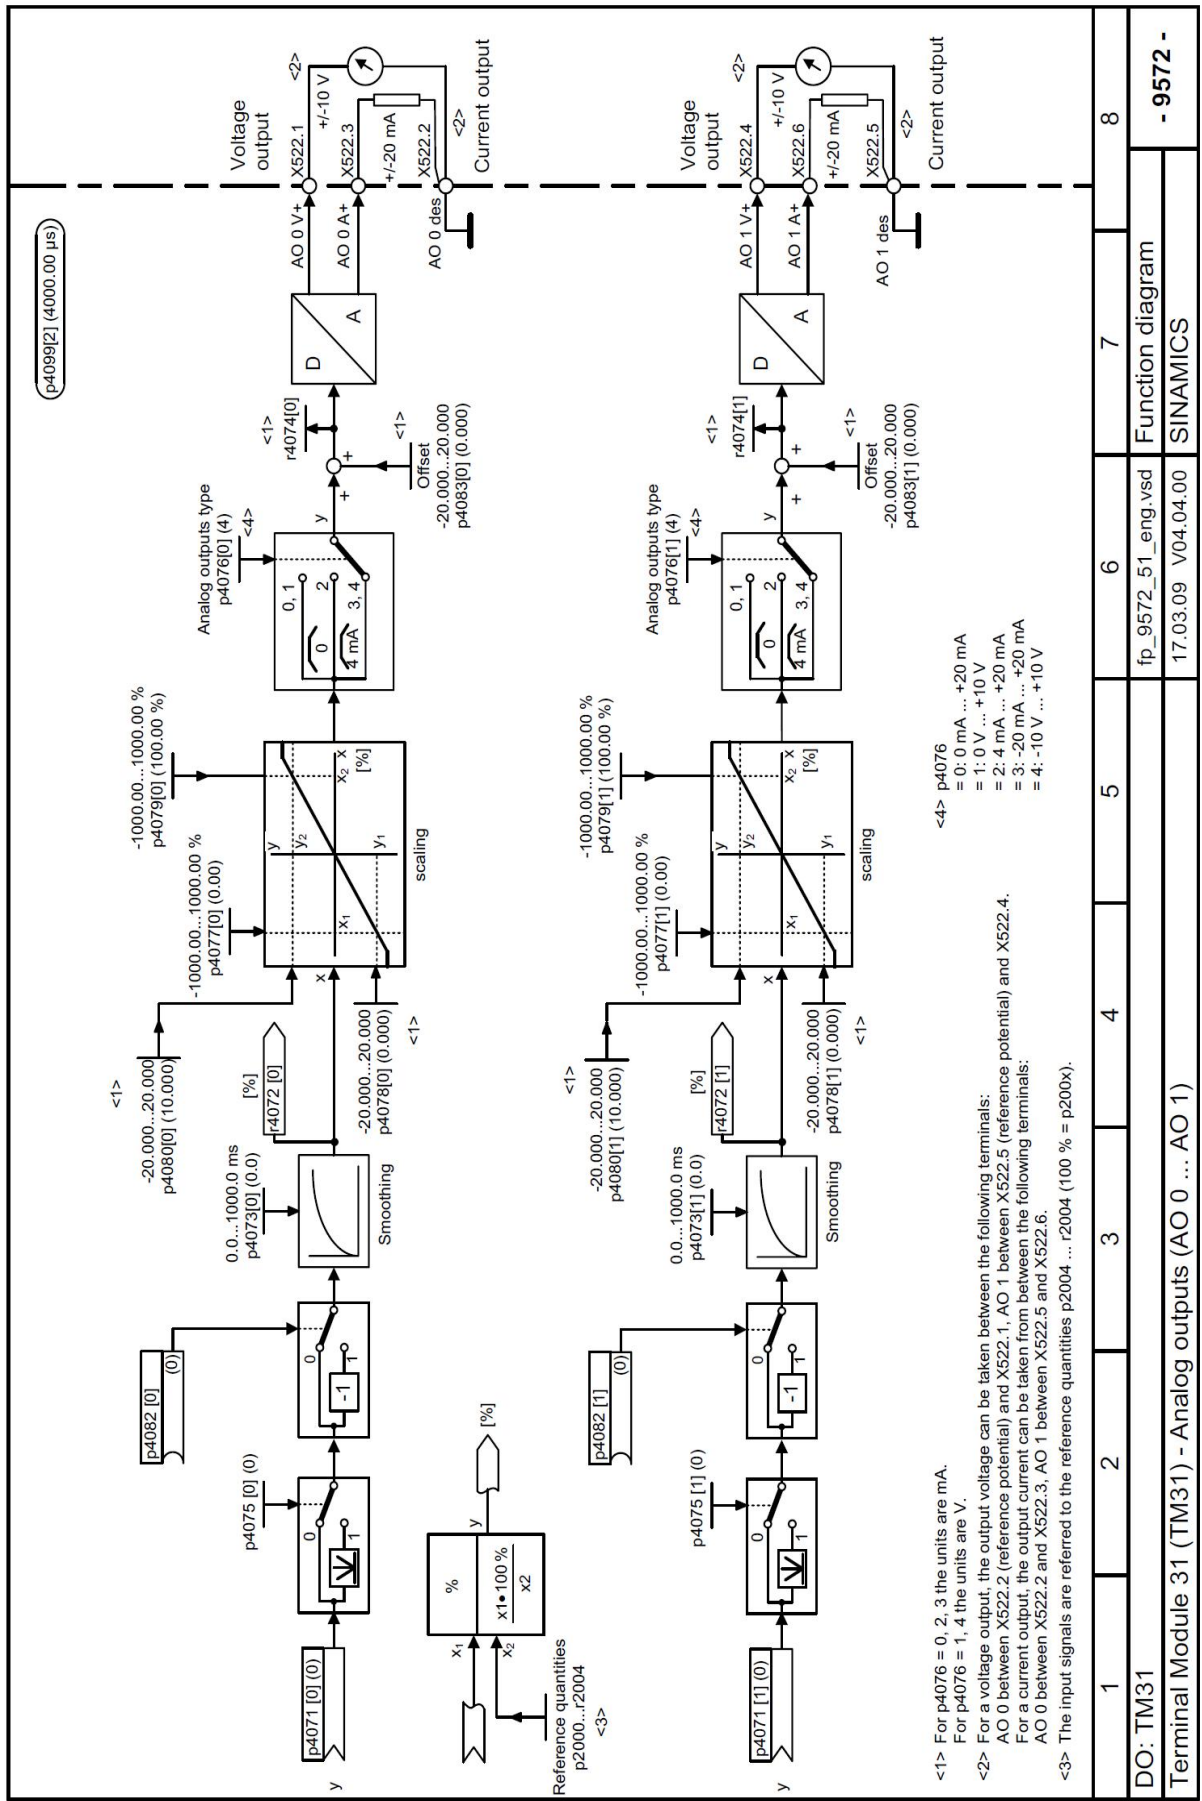 p4099[2] (4000.00 µs)
<1>
-20.000...20.000
p4080[0] (10.000)
-1000.00...1000.00 %
p4077[0] (0.00)
-1000.00...1000.00 %
p4079[0] (100.00 %)
Analog outputs type
p4076[0] (4)
<4>
p4082 [0]
(0)
p4075 [0] (0)
0.0...1000.0 ms
p4073[0] (0.0)
[%]
r4072 [0]
p4071 [0] (0)
y
0
1
0
-1
1
Smoothing
-20.000...20.000
p4078[0] (0.000)
<1>
x
y
y2
x1
x2
x
[%]
y1
scaling
0, 1
0
2
4 mA
3, 4
y
+
+
<1>
r4074[0]
<1>
Offset
-20.000...20.000
p4083[0] (0.000)
D
A
AO 0 V+
AO 0 A+
AO 0 des
Voltage
output
X522.1
<2>
+/-10 V
X522.3
+/-20 mA
X522.2
<2>
Current output
Reference quantities
p2000...r2004
<3>
x1
x2
%
x1•100 %
x2
y
[%]
<1>
-20.000...20.000
p4080[1] (10.000)
-1000.00...1000.00 %
p4077[1] (0.00)
-1000.00...1000.00 %
p4079[1] (100.00 %)
Analog outputs type
p4076[1] (4)
<4>
p4082 [1]
(0)
p4075 [1] (0)
0.0...1000.0 ms
p4073[1] (0.0)
[%]
r4072 [1]
p4071 [1] (0)
y
0
1
0
-1
1
Smoothing
-20.000...20.000
p4078[1] (0.000)
<1>
x
y
y2
x1
x2
x
[%]
y1
scaling
0, 1
0
2
4 mA
3, 4
y
+
+
<1>
r4074[1]
<1>
Offset
-20.000...20.000
p4083[1] (0.000)
D
A
AO 1 V+
AO 1 A+
AO 1 des
Voltage
output
X522.4
<2>
+/-10 V
X522.6
+/-20 mA
X522.5
<2>
Current output
<1> For p4076 = 0, 2, 3 the units are mA.
For p4076 = 1, 4 the units are V.
<2> For a voltage output, the output voltage can be taken between the following terminals:
AO 0 between X522.2 (reference potential) and X522.1, AO 1 between X522.5 (reference potential) and X522.4.
For a current output, the output current can be taken from between the following terminals:
AO 0 between X522.2 and X522.3, AO 1 between X522.5 and X522.6.
<3> The input signals are referred to the reference quantities p2004 ... r2004 (100 % = p200x).
<4> p4076
= 0: 0 mA ... +20 mA
= 1: 0 V ... +10 V
= 2: 4 mA ... +20 mA
= 3: -20 mA ... +20 mA
= 4: -10 V ... +10 V
1 2 3 4 5 6 7 8
DO: TM31
fp_9572_51_eng.vsd
Function diagram
- 9572 -
Terminal Module 31 (TM31) - Analog outputs (AO 0 ... AO 1)
17.03.09 V04.04.00
SINAMICS